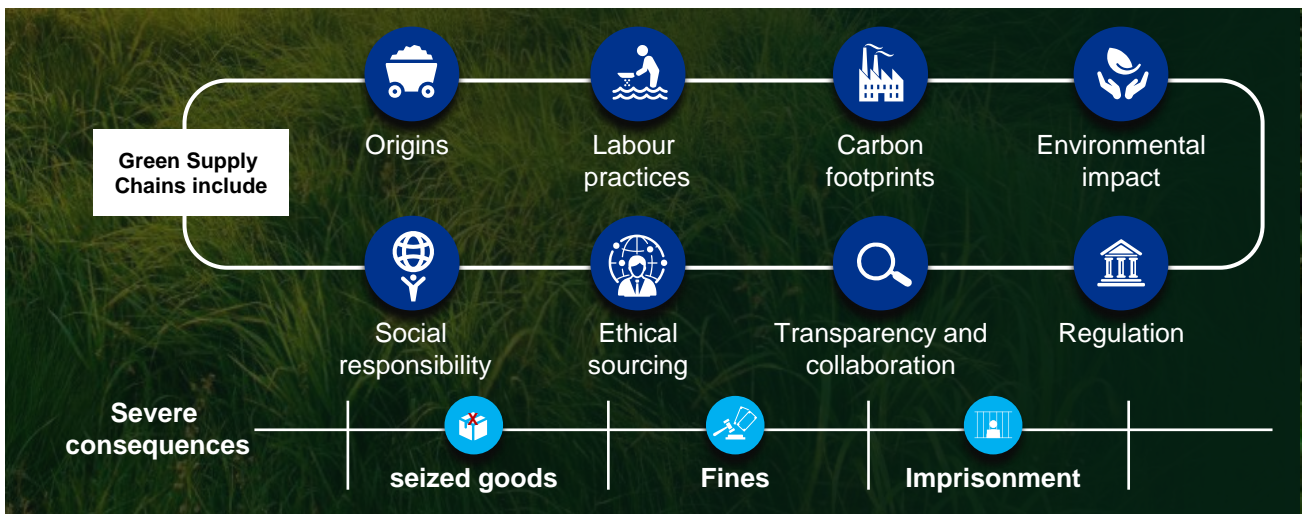 Green Supply
Chains include
Origins
Labour
practices
Carbon
footprints
Environmental
impact
Social
responsibility
Ethical
sourcing
Transparency and
collaboration
Regulation
Severe
consequences
seized goods
Fines
Imprisonment